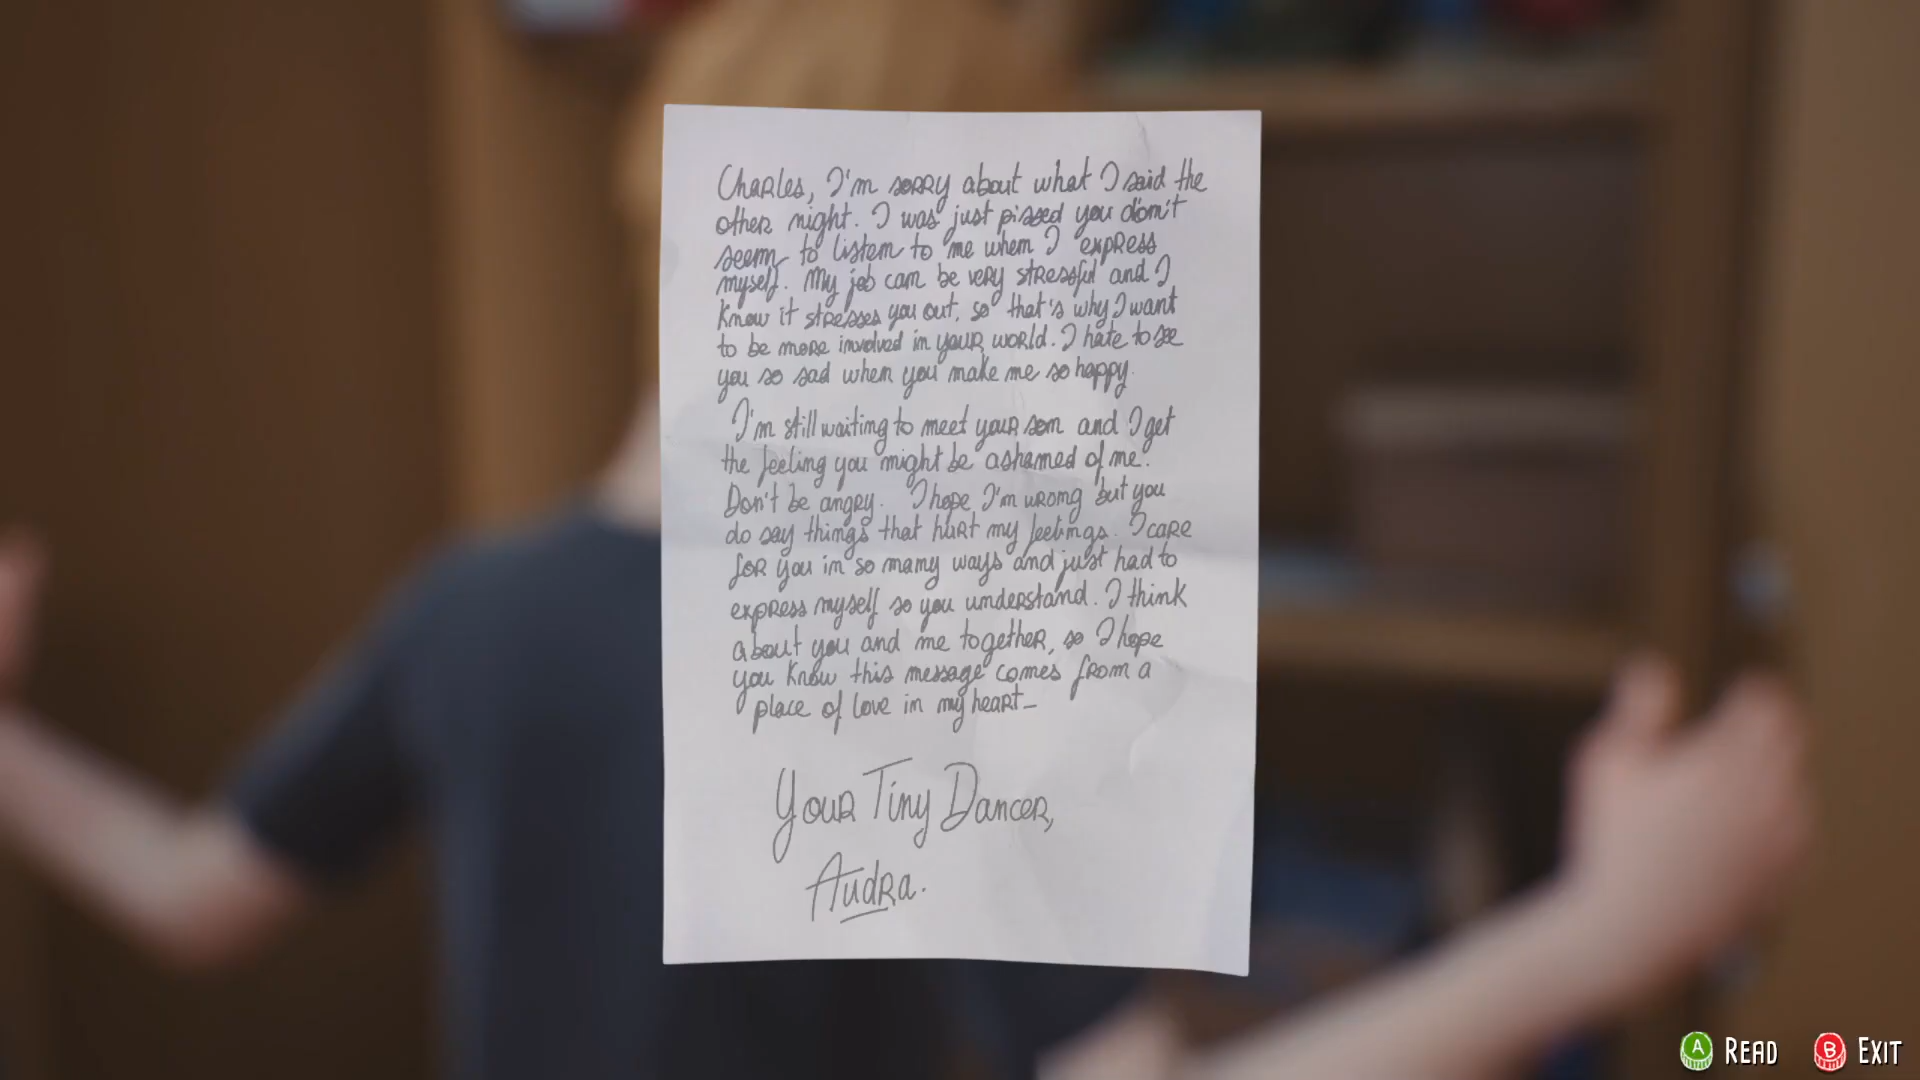 Charles, I'm sorry about what I said the
other night. I was just pissed you don't
seem to listen to me when I express
myself. My job can be very stressful and I
know it stresses you out, so that's why I want
to be more involved in your world. I hate to see
you so sad when you make me so happy.
I'm still waiting to meet your son and I get
the feeling you might be ashamed of me.
Don't be angry. I hope I'm wrong but you
do say things that hurt my feelings. I care
for you in so many ways and just had to
express myself so you understand. I think
about you and me together, so I hope
you know this message comes from a
place of love in my heart_
Your Tiny Dancer,
Audra.
A READ B EXIT